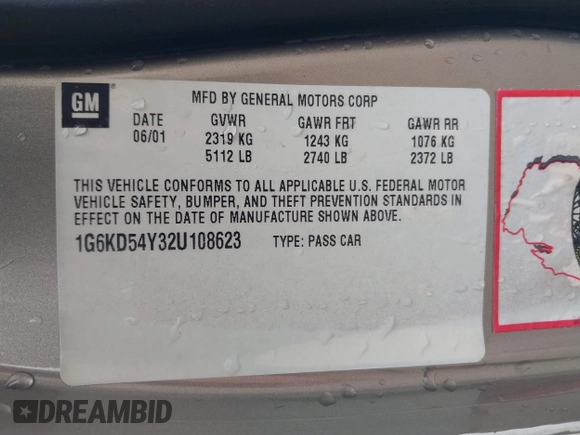 GM
MFD BY GENERAL MOTORS CORP
DATE GVWR GAWR FRT GAWR RR
06/01 2319 KG 1243 KG 1076 KG
5112 LB 2740 LB 2372 LB
THIS VEHICLE CONFORMS TO ALL APPLICABLE U.S. FEDERAL MOTOR
VEHICLE SAFETY, BUMPER, AND THEFT PREVENTION STANDARDS IN
EFFECT ON THE DATE OF MANUFACTURE SHOWN ABOVE.
1G6KD54Y32U108623 TYPE: PASS CAR
DREAMBID